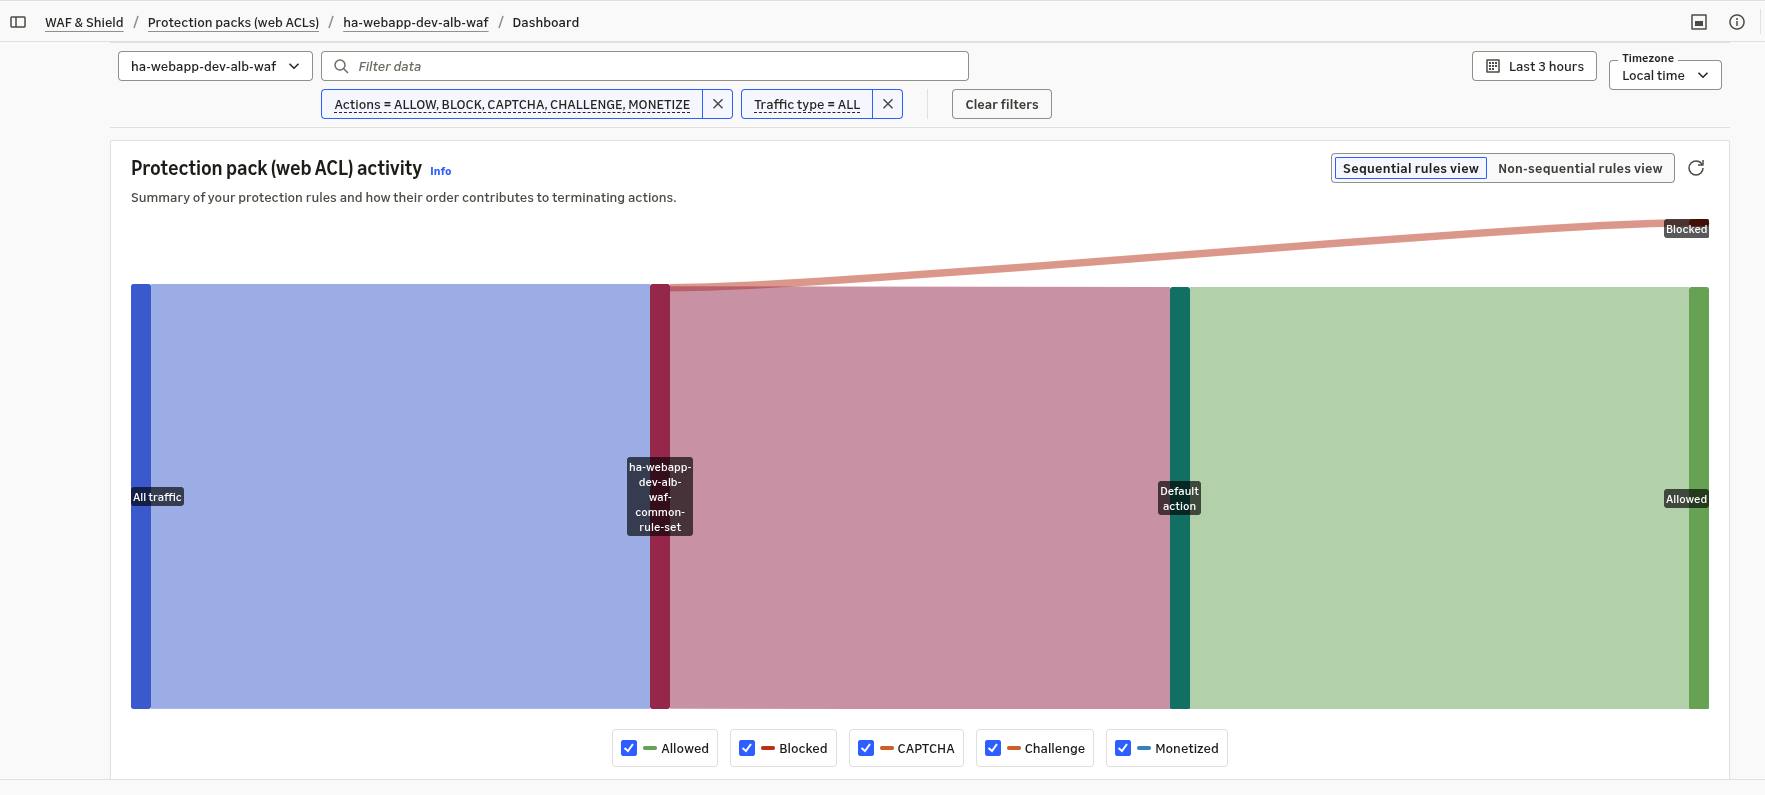 WAF & Shield / Protection packs (web ACLs) / ha-webapp-dev-alb-waf / Dashboard
ha-webapp-dev-alb-waf
Filter data
Last 3 hours
Timezone
Local time
Actions = ALLOW, BLOCK, CAPTCHA, CHALLENGE, MONETIZE
Traffic type = ALL
Clear filters
Protection pack (web ACL) activity Info
Sequential rules view
Non-sequential rules view
Summary of your protection rules and how their order contributes to terminating actions.
Blocked
All traffic
ha-webapp-
dev-alb-
waf-
common-
rule-set
Default
action
Allowed
Allowed
Blocked
CAPTCHA
Challenge
Monetized